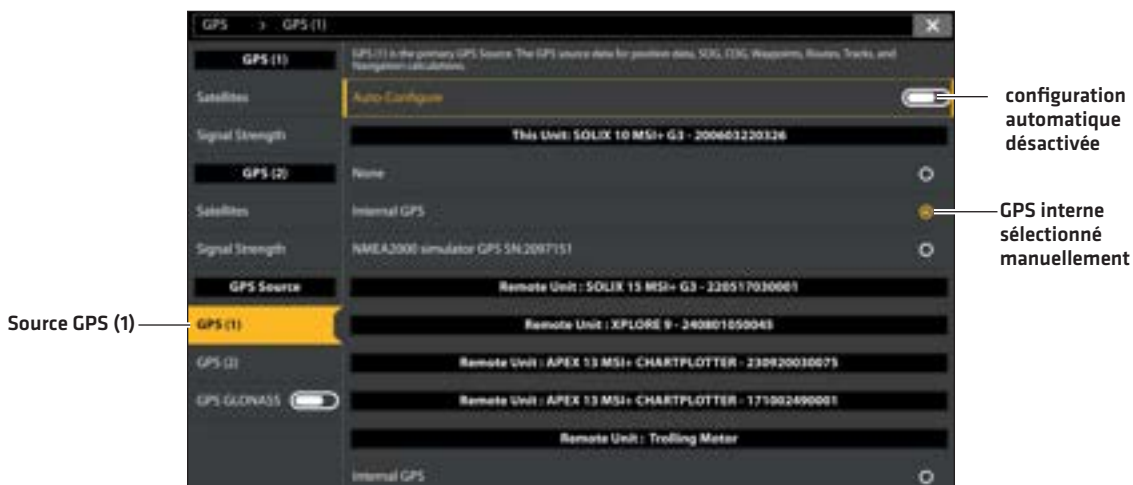 GPS > GPS (1)
GPS (1)
GPS (1) is the primary GPS Source. The GPS source data for position data, SOG, COG, Waypoints, Routes, Tracks, and
Navigation calculations.
Satellites
Auto-Configure
configuration
automatique
désactivée
Signal Strength
This Unit: SOLIX 10 MSI+ G3 - 200603220326
GPS (2)
None
Satellites
Internal GPS
GPS interne
sélectionné
manuellement
Signal Strength
NMEA2000 simulator GPS SN:2097151
GPS Source
Remote Unit : SOLIX 15 MSI+ G3 - 220517030001
Source GPS (1)
GPS (1)
Remote Unit : XPLORE 9 - 240801050045
GPS (2)
Remote Unit : APEX 13 MSI+ CHARTPLOTTER - 230920030075
GPS GLONASS
Remote Unit : APEX 13 MSI+ CHARTPLOTTER - 171002490001
Remote Unit : Trolling Motor
Internal GPS